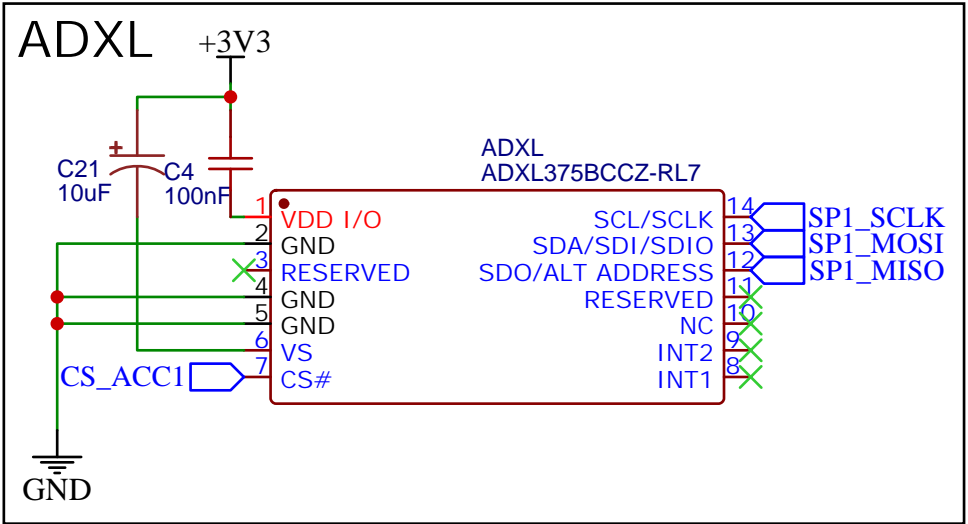 ADXL
+3V3
C21
10uF
C4
100nF
ADXL
ADXL375BCCZ-RL7
1
VDD I/O
2
GND
3
RESERVED
4
GND
5
GND
6
VS
7
CS#
CS_ACC1
SCL/SCLK
14
SP1_SCLK
SDA/SDI/SDIO
13
SP1_MOSI
SDO/ALT ADDRESS
12
SP1_MISO
RESERVED
11
NC
10
INT2
9
INT1
8
GND